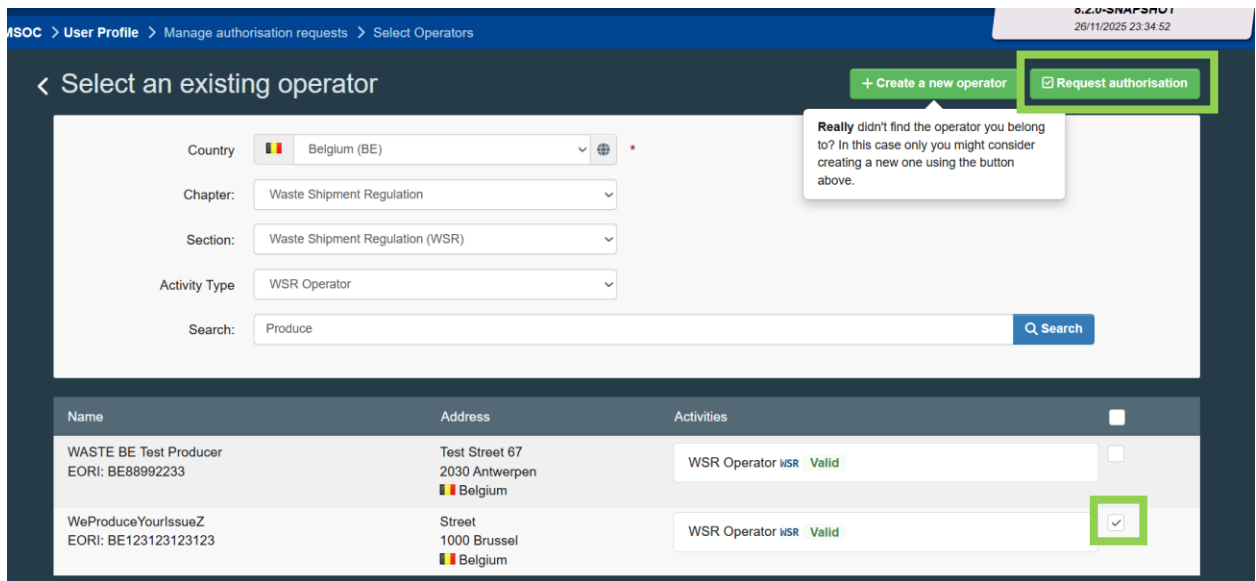 8.2.0-SNAPSHOT
26/11/2025 23:34:52
MSOC > User Profile > Manage authorisation requests > Select Operators
Select an existing operator
+ Create a new operator
Request authorisation
Really didn't find the operator you belong
to? In this case only you might consider
creating a new one using the button
above.
Country
Belgium (BE)
*
Chapter:
Waste Shipment Regulation
Section:
Waste Shipment Regulation (WSR)
Activity Type
WSR Operator
Search:
Produce
Search
Name Address Activities
WASTE BE Test Producer
EORI: BE88992233
Test Street 67
2030 Antwerpen
Belgium
WSR Operator WSR Valid
WeProduceYourIssueZ
EORI: BE123123123123
Street
1000 Brussel
Belgium
WSR Operator WSR Valid